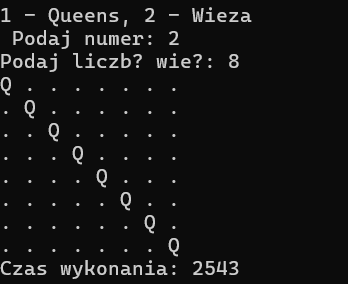 1 - Queens, 2 - Wieza
 Podaj numer: 2
Podaj liczb? wie?: 8
Q . . . . . . .
. Q . . . . . .
. . Q . . . . .
. . . Q . . . .
. . . . Q . . .
. . . . . Q . .
. . . . . . Q .
. . . . . . . Q
Czas wykonania: 2543